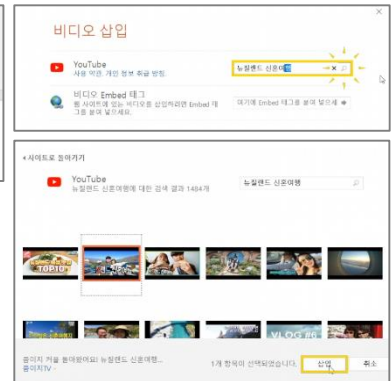 비디오 삽입
YouTube
사용 약관. 개인 정보 취급 방침.
뉴질랜드 신혼여행
비디오 Embed 태그
웹 사이트에 있는 비디오를 삽입하려면 Embed 태
그를 붙여 넣으세요.
여기에 Embed 태그를 붙여 넣으세
사이트로 돌아가기
YouTube
뉴질랜드 신혼여행에 대한 검색 결과 1484개
뉴질랜드 신혼여행
TOP10
VLOG #6
1개 항목이 선택되었습니다.
삽입
취소